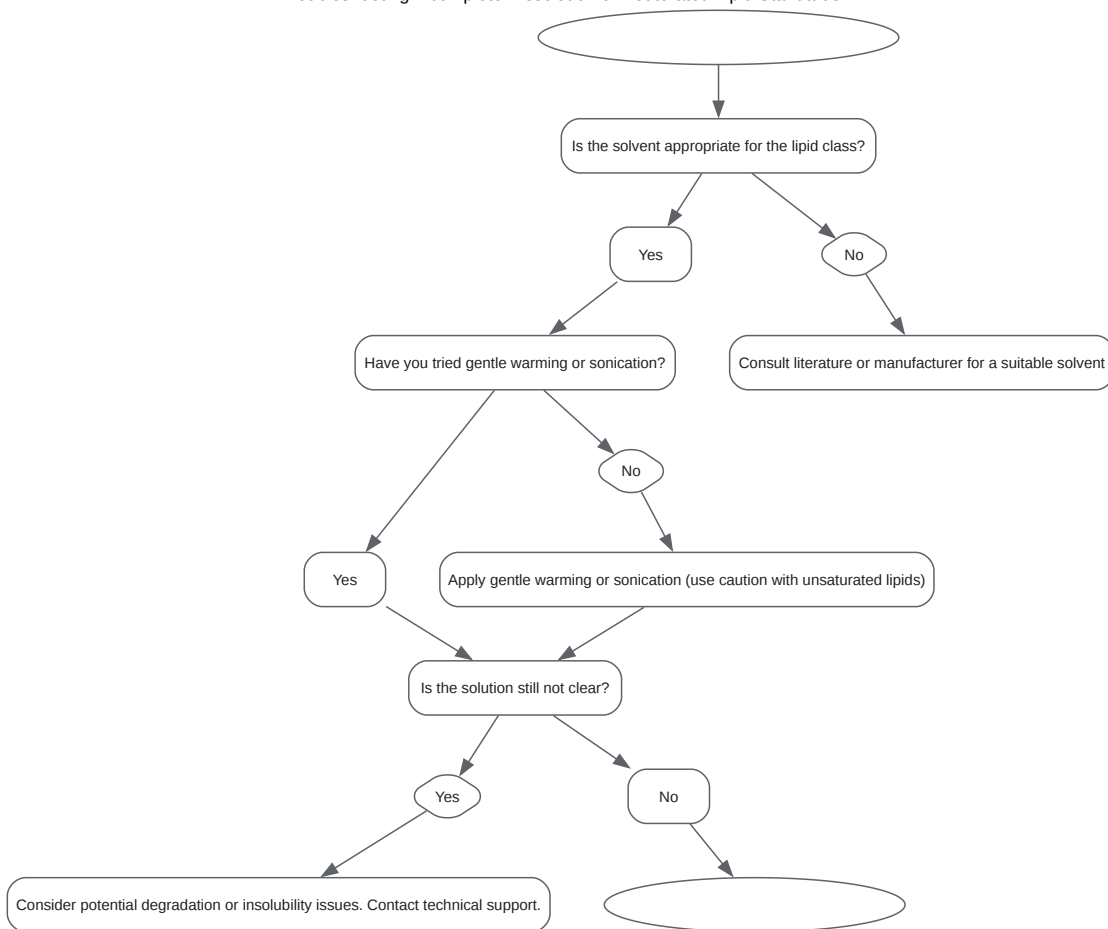 Is the solvent appropriate for the lipid class?
Yes
No
Have you tried gentle warming or sonication?
Consult literature or manufacturer for a suitable solvent
No
Yes
Apply gentle warming or sonication (use caution with unsaturated lipids)
Is the solution still not clear?
Yes
No
Consider potential degradation or insolubility issues. Contact technical support.